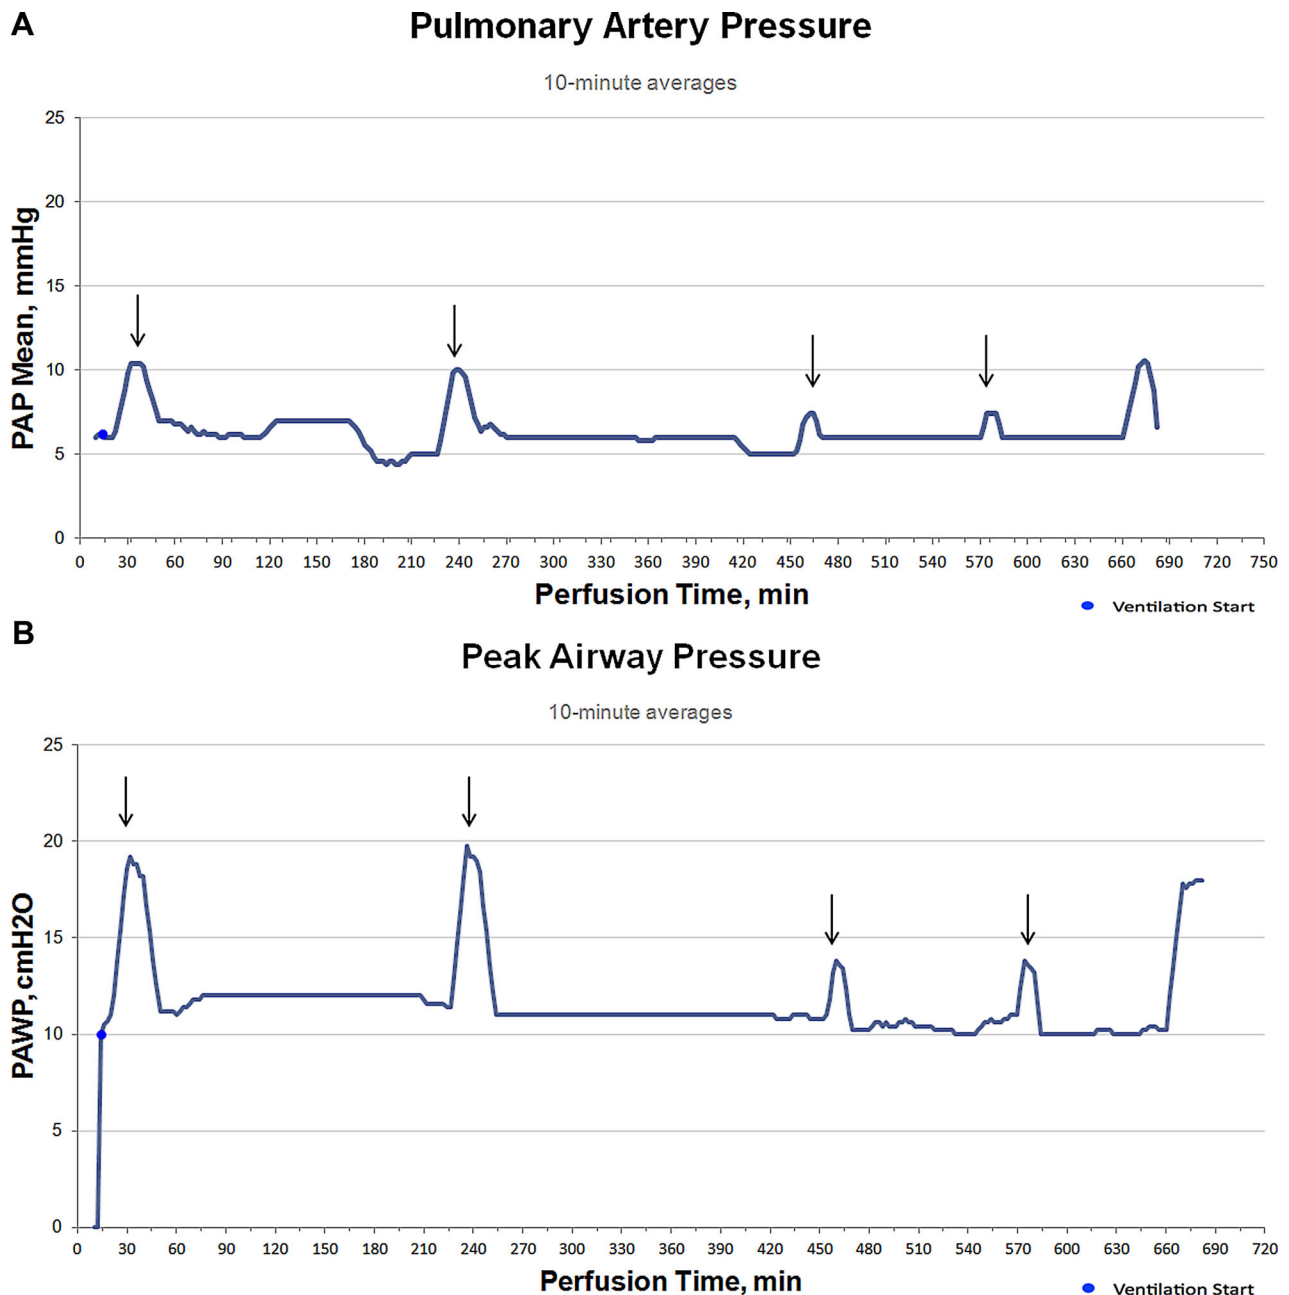 A
Pulmonary Artery Pressure
10-minute averages
25
20
15
10
5
0
PAP Mean, mmHg
0 30 60 90 120 150 180 210 240 270 300 330 360 390 420 450 480 510 540 570 600 630 660 690 720 750
Perfusion Time, min
Ventilation Start
B
Peak Airway Pressure
10-minute averages
25
20
15
10
5
0
PAWP, cmH2O
0 30 60 90 120 150 180 210 240 270 300 330 360 390 420 450 480 510 540 570 600 630 660 690 720
Perfusion Time, min
Ventilation Start